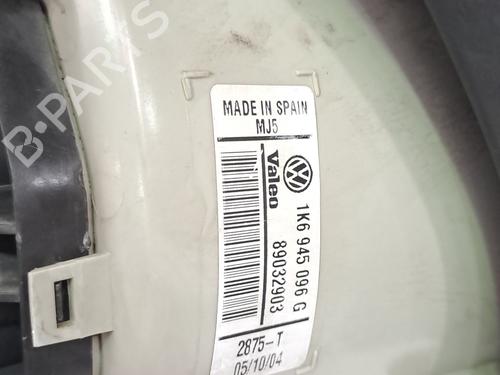 MADE IN SPAIN
MJ5
Valeo
1K6 945 096 G
89032903
2875-T
05/10/04
B-PARTS